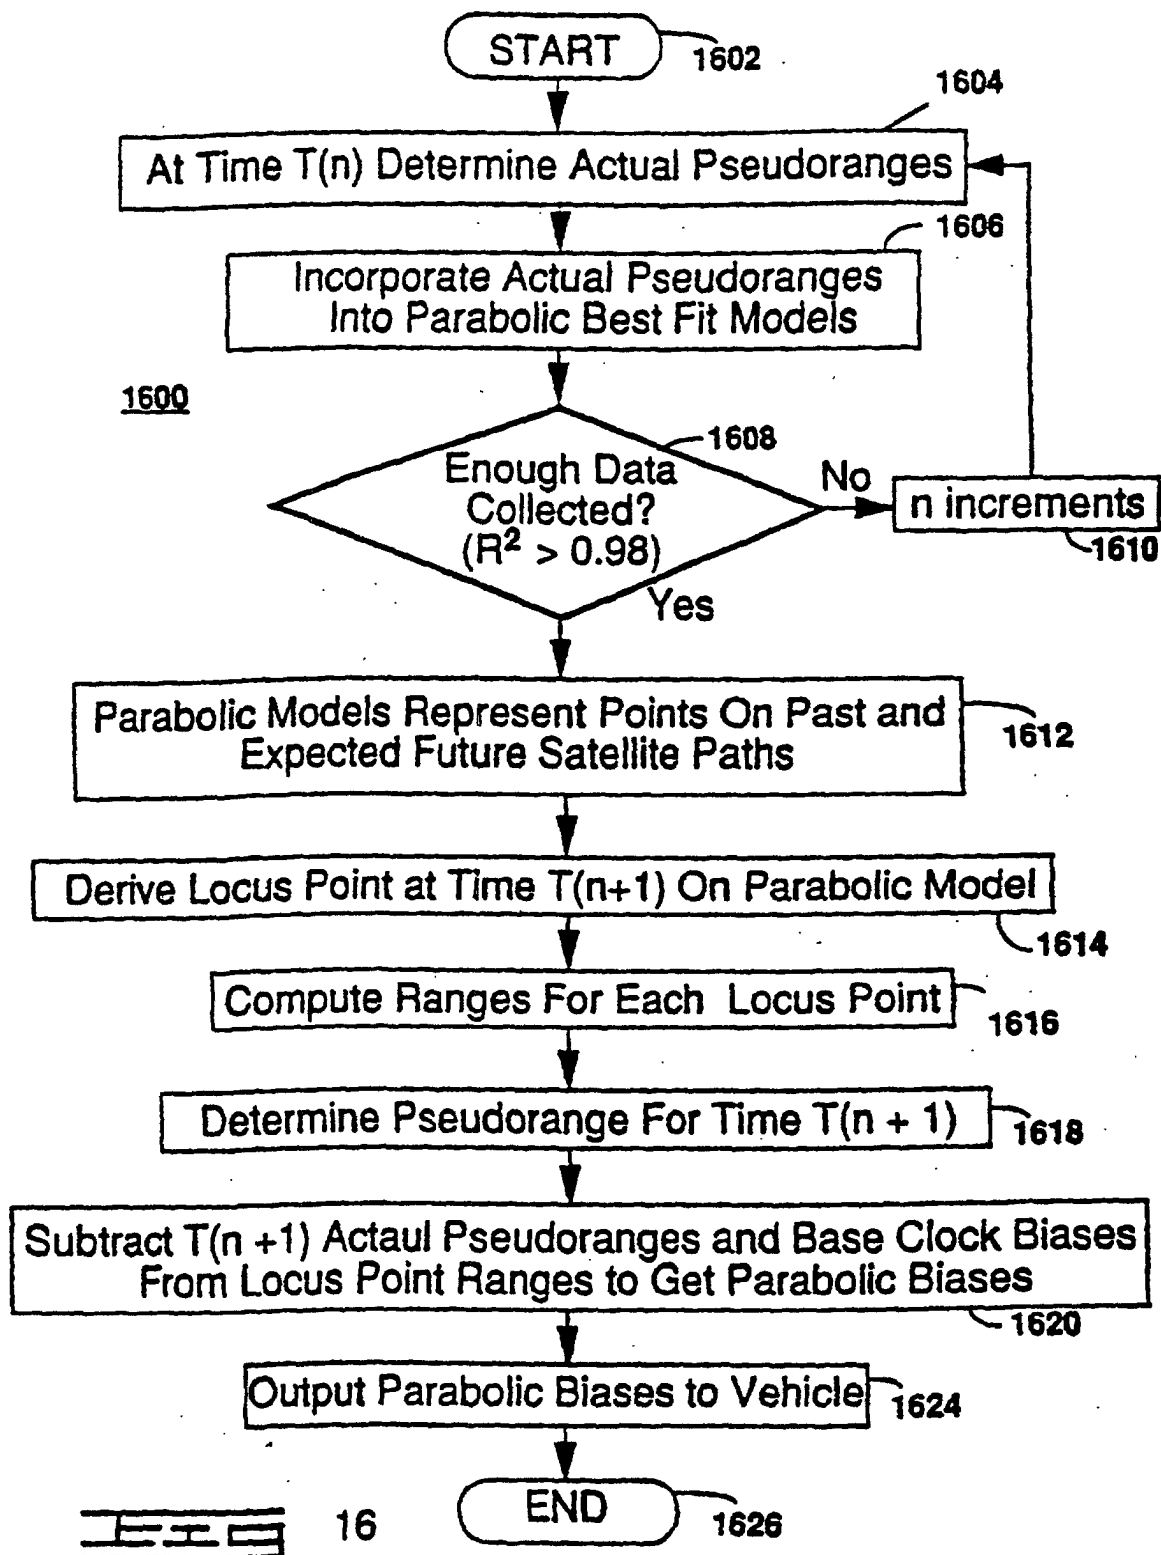 START
1602
1604
At Time T(n) Determine Actual Pseudoranges
1606
Incorporate Actual Pseudoranges
Into Parabolic Best Fit Models
1600
1608
Enough Data
Collected?
(R² > 0.98)
No
n increments
1610
Yes
Parabolic Models Represent Points On Past and
Expected Future Satellite Paths
1612
Derive Locus Point at Time T(n+1) On Parabolic Model
1614
Compute Ranges For Each Locus Point
1616
Determine Pseudorange For Time T(n + 1)
1618
Subtract T(n +1) Actaul Pseudoranges and Base Clock Biases
From Locus Point Ranges to Get Parabolic Biases
1620
Output Parabolic Biases to Vehicle
1624
END
1626
16